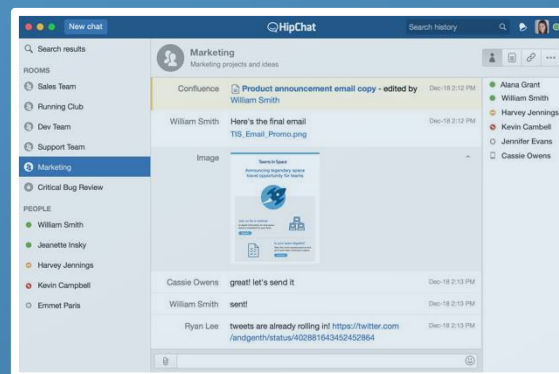 New chat
HipChat
Search history
Search results
ROOMS
Sales Team
Running Club
Dev Team
Support Team
Marketing
Critical Bug Review
PEOPLE
William Smith
Jeanette Insky
Harvey Jennings
Kevin Campbell
Emmet Paris
Marketing
Marketing projects and ideas
Confluence
Product announcement email copy - edited by
William Smith
Dec-18 2:12 PM
William Smith
Here's the final email
TIS_Email_Promo.png
Dec-18 2:12 PM
Image
Teams in Space
Announcing legendary space
travel opportunity for teams
Cassie Owens
great! let's send it
Dec-18 2:13 PM
William Smith
sent!
Dec-18 2:13 PM
Ryan Lee
tweets are already rolling in! https://twitter.com
/andgenth/status/402881643452452864
Dec-18 2:13 PM
Alana Grant
William Smith
Harvey Jennings
Kevin Cambell
Jennifer Evans
Cassie Owens